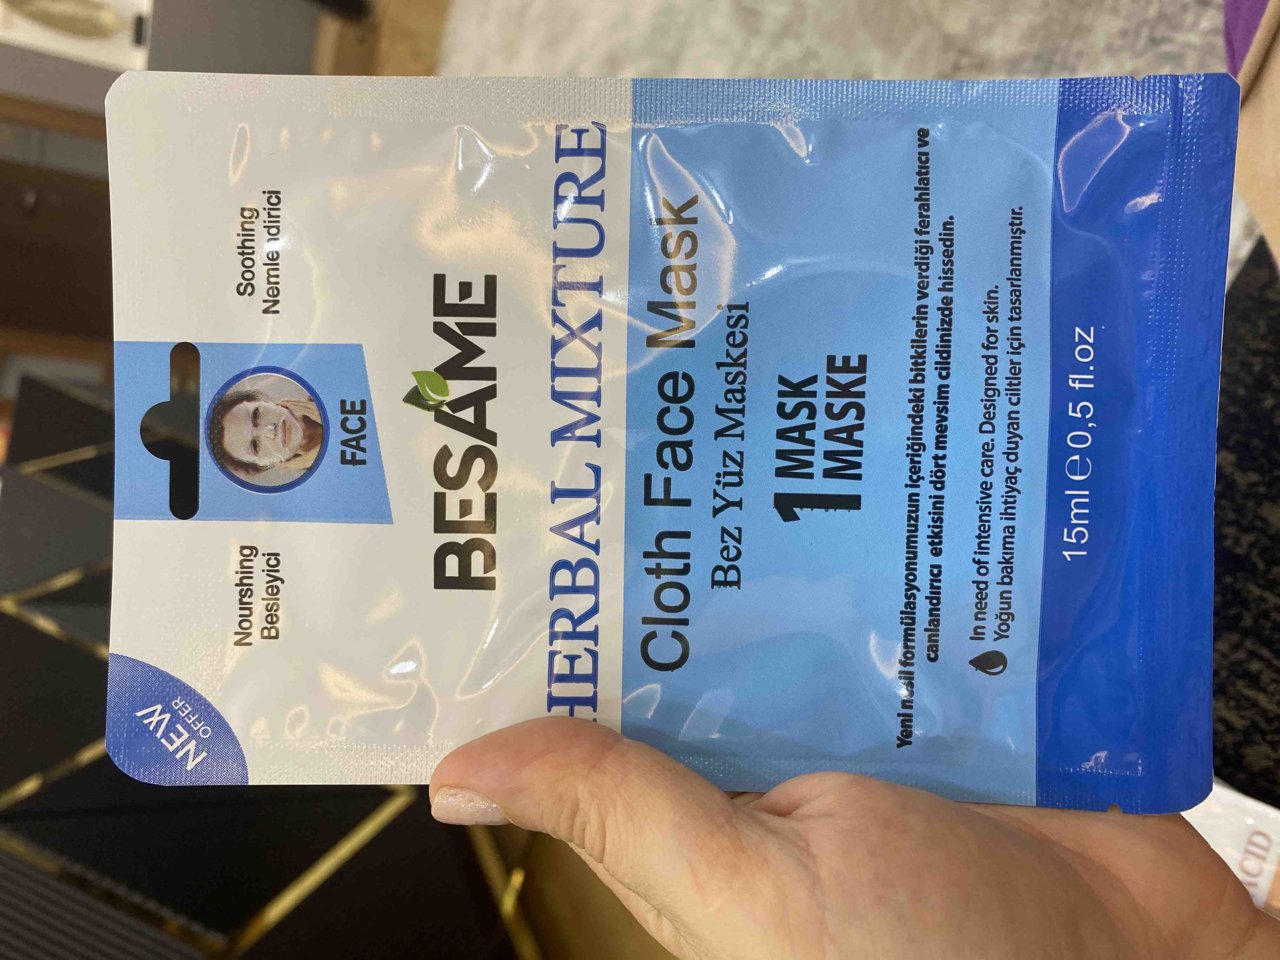 NEW
OFFER
Nourshing
Besleyici
FACE
Soothing
Nemlendirici
BESAME
HERBAL MIXTURE
Cloth Face Mask
Bez Yüz Maskesi
1 MASK
1 MASKE
Yeni nesil formülasyonumuzun içeriğindeki bitkilerin verdiği ferahlatıcı ve
canlandırıcı etkisini dört mevsim cildinizde hissedin.
In need of intensive care. Designed for skin.
Yoğun bakıma ihtiyaç duyan ciltler için tasarlanmıştır.
15ml ℮ 0,5 fl.oz
ACID